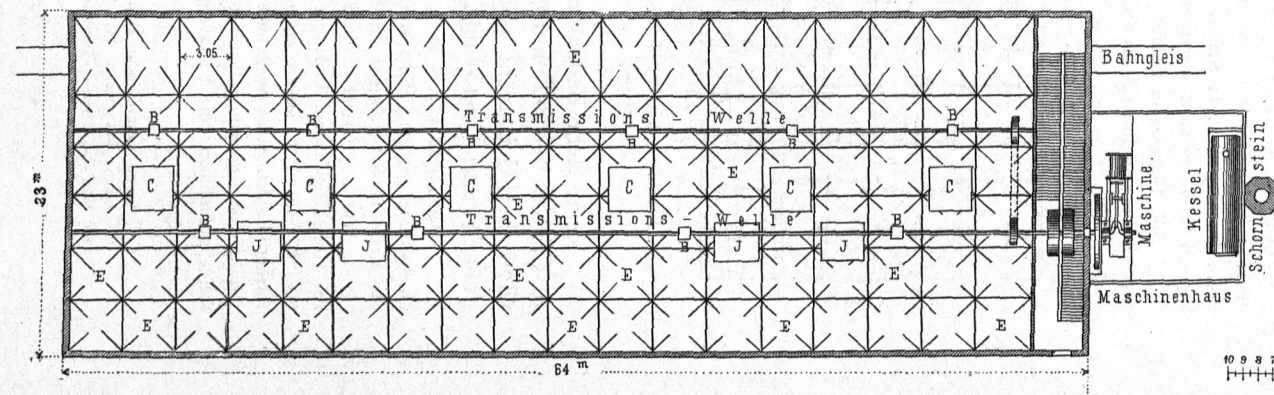 E
3.05
Bahngleis
B B B B B B
Transmissions - Welle
E
C C C C C C
E
Transmissions - Welle
B B B B
J J J J
E E E E
E E E E E
23 m
64 m
Maschine.
Kessel
Schornstein
Maschinenhaus
10 9 8 7